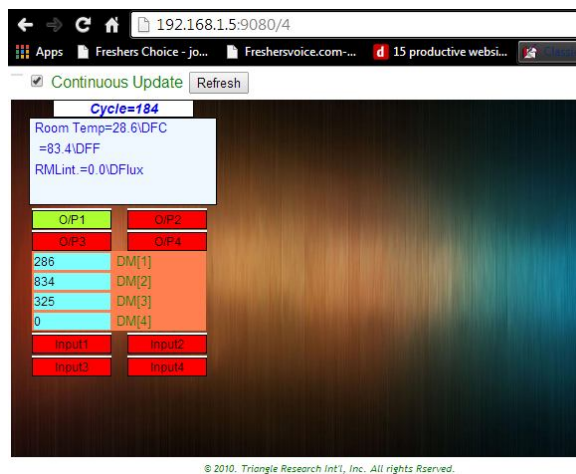 192.168.1.5:9080/4
Apps Freshers Choice - jo... Freshersvoice.com-... d 15 productive websi... Classi
Continuous Update Refresh
Cycle=184
Room Temp=28.6\DFC
=83.4\DFF
RMLint.=0.0\DFlux
O/P1 O/P2
O/P3 O/P4
286 DM[1]
834 DM[2]
325 DM[3]
0 DM[4]
Input1 Input2
Input3 Input4
© 2010. Triangle Research Int'l, Inc. All rights Rserved.